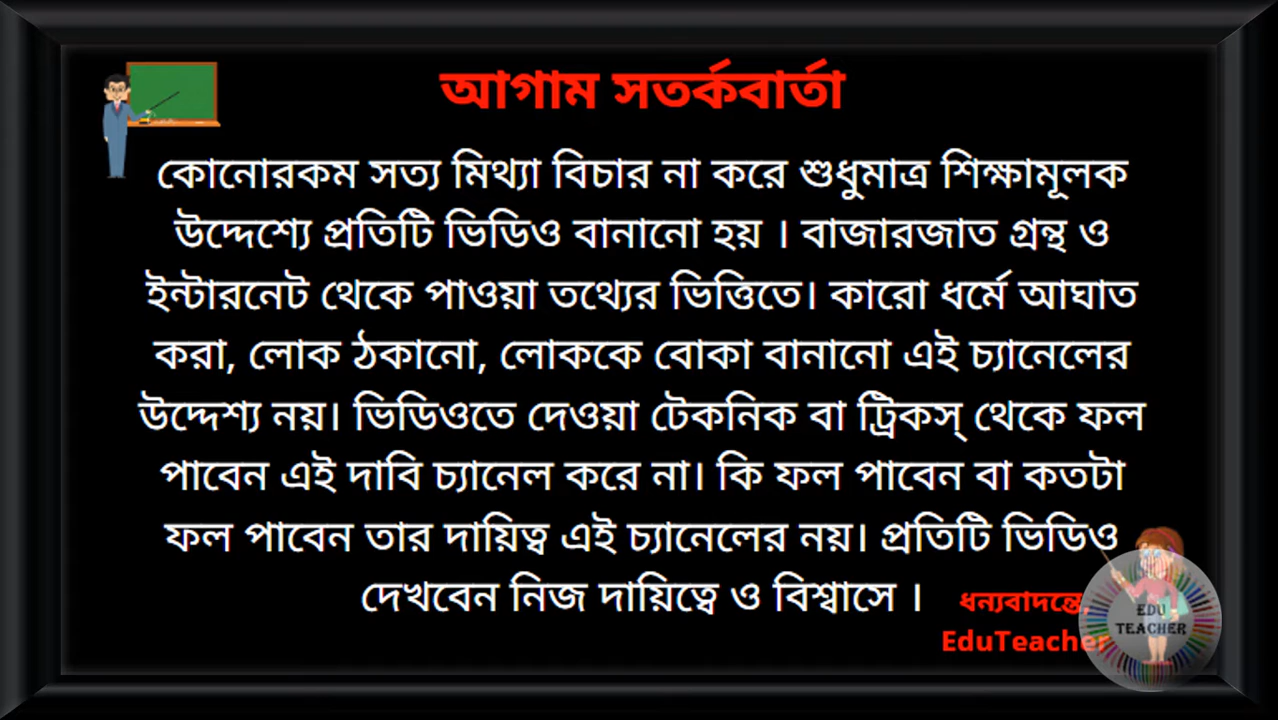 আগাম সতর্কবার্তা
কোনোরকম সত্য মিথ্যা বিচার না করে শুধুমাত্র শিক্ষামূলক
উদ্দেশ্যে প্রতিটি ভিডিও বানানো হয় । বাজারজাত গ্রন্থ ও
ইন্টারনেট থেকে পাওয়া তথ্যের ভিত্তিতে। কারো ধর্মে আঘাত
করা, লোক ঠকানো, লোককে বোকা বানানো এই চ্যানেলের
উদ্দেশ্য নয়। ভিডিওতে দেওয়া টেকনিক বা ট্রিকস্ থেকে ফল
পাবেন এই দাবি চ্যানেল করে না। কি ফল পাবেন বা কতটা
ফল পাবেন তার দায়িত্ব এই চ্যানেলের নয়। প্রতিটি ভিডিও
দেখবেন নিজ দায়িত্বে ও বিশ্বাসে ।
ধন্যবাদন্তে,
EduTeacher
EDU
TEACHER